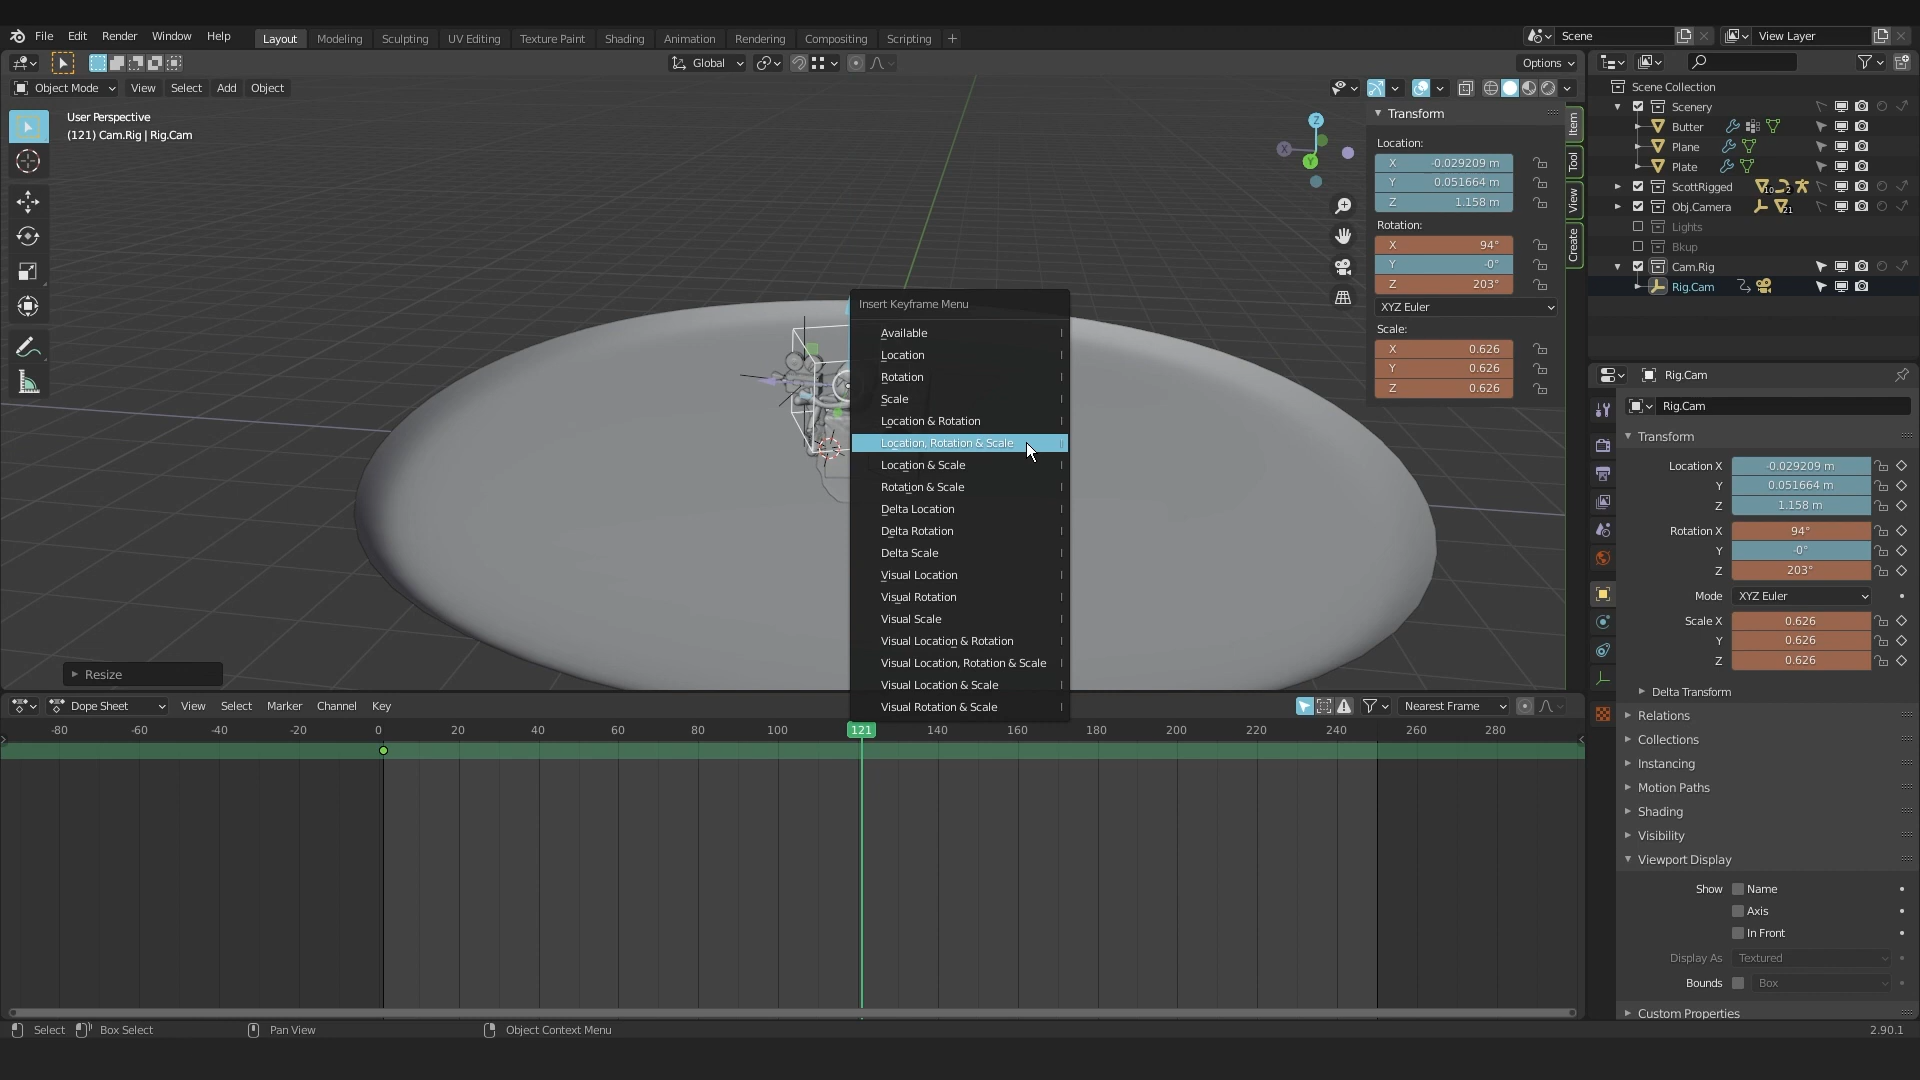 File Edit Render Window Help Layout Modeling Sculpting UV Editing Texture Paint Shading Animation Rendering Compositing Scripting + Scene View Layer
Global Options
Object Mode View Select Add Object
User Perspective
(121) Cam.Rig | Rig.Cam
Z
X
Y
Transform
Location:
X -0.029209 m
Y 0.051664 m
Z 1.158 m
Rotation:
X 94°
Y -0°
Z 203°
XYZ Euler
Scale:
X 0.626
Y 0.626
Z 0.626
Item
Tool
View
Create
Insert Keyframe Menu
Available I
Location I
Rotation I
Scale I
Location & Rotation I
Location, Rotation & Scale I
Location & Scale I
Rotation & Scale I
Delta Location I
Delta Rotation I
Delta Scale I
Visual Location I
Visual Rotation I
Visual Scale I
Visual Location & Rotation I
Visual Location, Rotation & Scale I
Visual Location & Scale I
Visual Rotation & Scale I
Resize
Scene Collection
Scenery
Butter
Plane
Plate
ScottRigged 10 2
Obj.Camera 21
Lights
Bkup
Cam.Rig
Rig.Cam
Rig.Cam
Rig.Cam
Transform
Location X -0.029209 m
Y 0.051664 m
Z 1.158 m
Rotation X 94°
Y -0°
Z 203°
Mode XYZ Euler
Scale X 0.626
Y 0.626
Z 0.626
Delta Transform
Relations
Collections
Instancing
Motion Paths
Shading
Visibility
Viewport Display
Show Name
Axis
In Front
Display As Textured
Bounds Box
Custom Properties
Dope Sheet View Select Marker Channel Key Nearest Frame
-80 -60 -40 -20 0 20 40 60 80 100 121 140 160 180 200 220 240 260 280
Select Box Select Pan View Object Context Menu 2.90.1